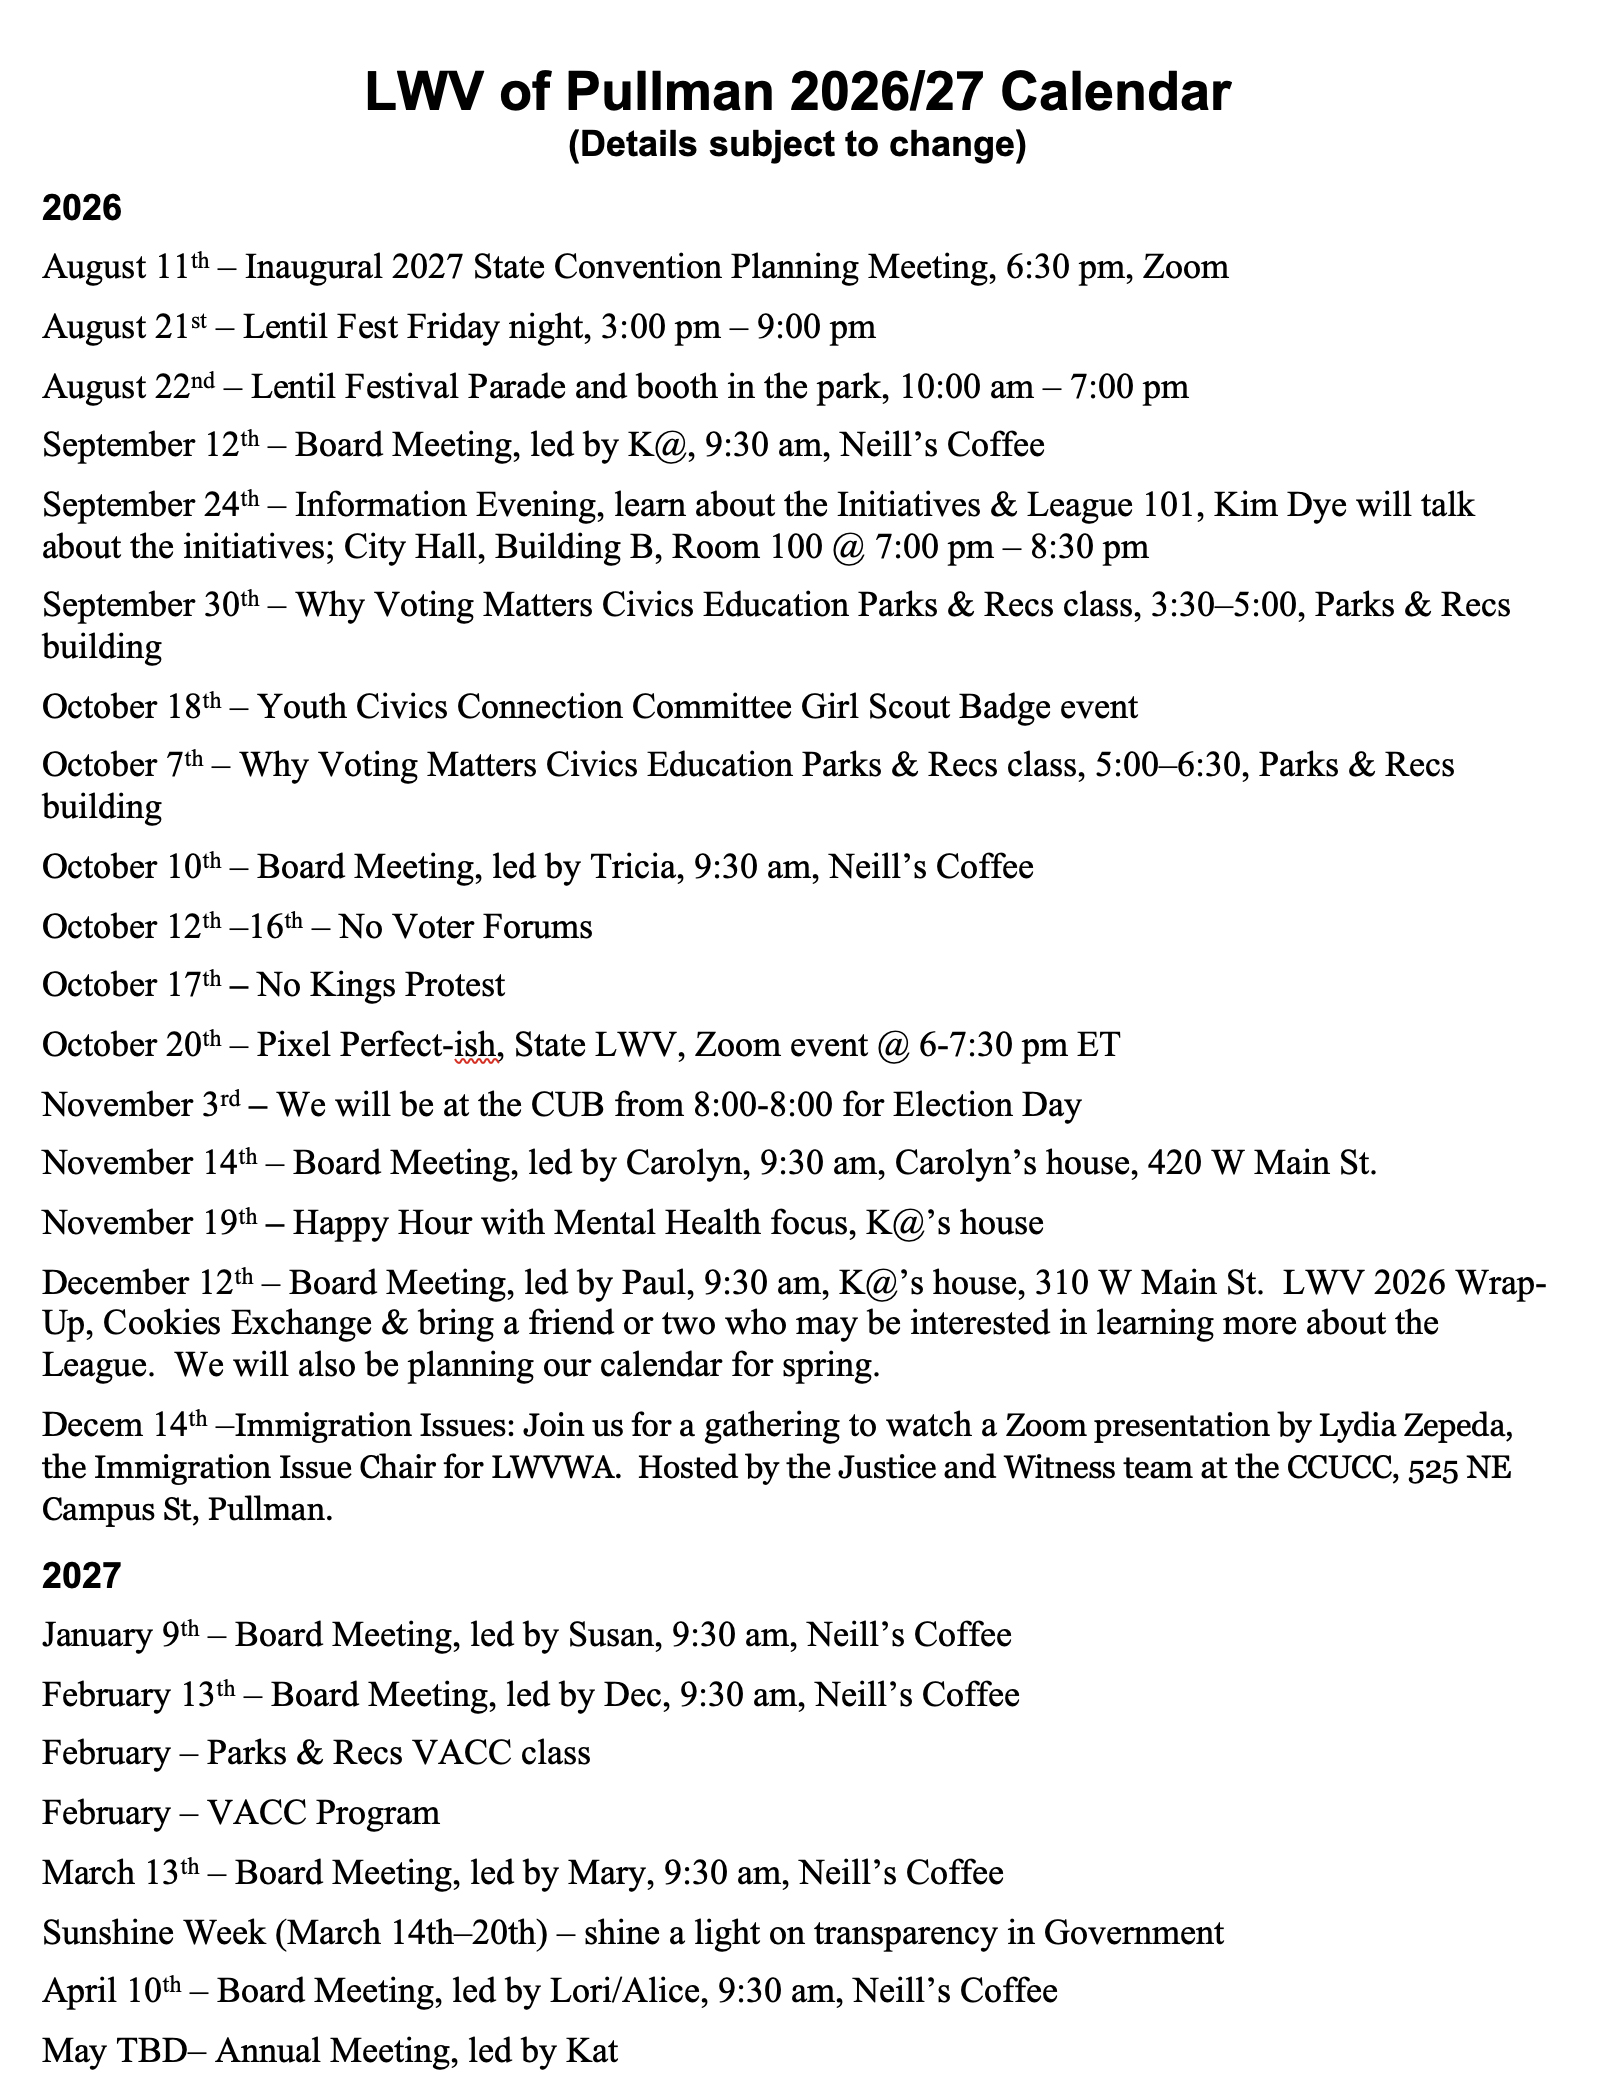 LWV of Pullman 2026/27 Calendar
(Details subject to change)
2026
August 11th – Inaugural 2027 State Convention Planning Meeting, 6:30 pm, Zoom
August 21st – Lentil Fest Friday night, 3:00 pm – 9:00 pm
August 22nd – Lentil Festival Parade and booth in the park, 10:00 am – 7:00 pm
September 12th – Board Meeting, led by K@, 9:30 am, Neill’s Coffee
September 24th – Information Evening, learn about the Initiatives & League 101, Kim Dye will talk
about the initiatives; City Hall, Building B, Room 100 @ 7:00 pm – 8:30 pm
September 30th – Why Voting Matters Civics Education Parks & Recs class, 3:30–5:00, Parks & Recs
building
October 18th – Youth Civics Connection Committee Girl Scout Badge event
October 7th – Why Voting Matters Civics Education Parks & Recs class, 5:00–6:30, Parks & Recs
building
October 10th – Board Meeting, led by Tricia, 9:30 am, Neill’s Coffee
October 12th –16th – No Voter Forums
October 17th – No Kings Protest
October 20th – Pixel Perfect-ish, State LWV, Zoom event @ 6-7:30 pm ET
November 3rd – We will be at the CUB from 8:00-8:00 for Election Day
November 14th – Board Meeting, led by Carolyn, 9:30 am, Carolyn’s house, 420 W Main St.
November 19th – Happy Hour with Mental Health focus, K@’s house
December 12th – Board Meeting, led by Paul, 9:30 am, K@’s house, 310 W Main St.  LWV 2026 Wrap-
Up, Cookies Exchange & bring a friend or two who may be interested in learning more about the
League.  We will also be planning our calendar for spring.
Decem 14th –Immigration Issues: Join us for a gathering to watch a Zoom presentation by Lydia Zepeda,
the Immigration Issue Chair for LWVWA.  Hosted by the Justice and Witness team at the CCUCC, 525 NE
Campus St, Pullman.
2027
January 9th – Board Meeting, led by Susan, 9:30 am, Neill’s Coffee
February 13th – Board Meeting, led by Dec, 9:30 am, Neill’s Coffee
February – Parks & Recs VACC class
February – VACC Program
March 13th – Board Meeting, led by Mary, 9:30 am, Neill’s Coffee
Sunshine Week (March 14th–20th) – shine a light on transparency in Government
April 10th – Board Meeting, led by Lori/Alice, 9:30 am, Neill’s Coffee
May TBD– Annual Meeting, led by Kat